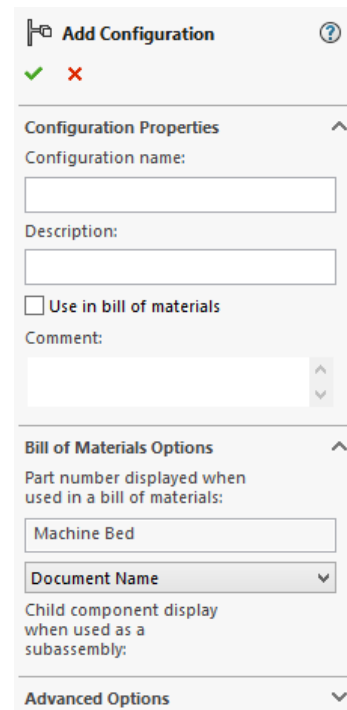 Add Configuration
Configuration Properties
Configuration name:
Description:
Use in bill of materials
Comment:
Bill of Materials Options
Part number displayed when
used in a bill of materials:
Machine Bed
Document Name
Child component display
when used as a
subassembly:
Advanced Options